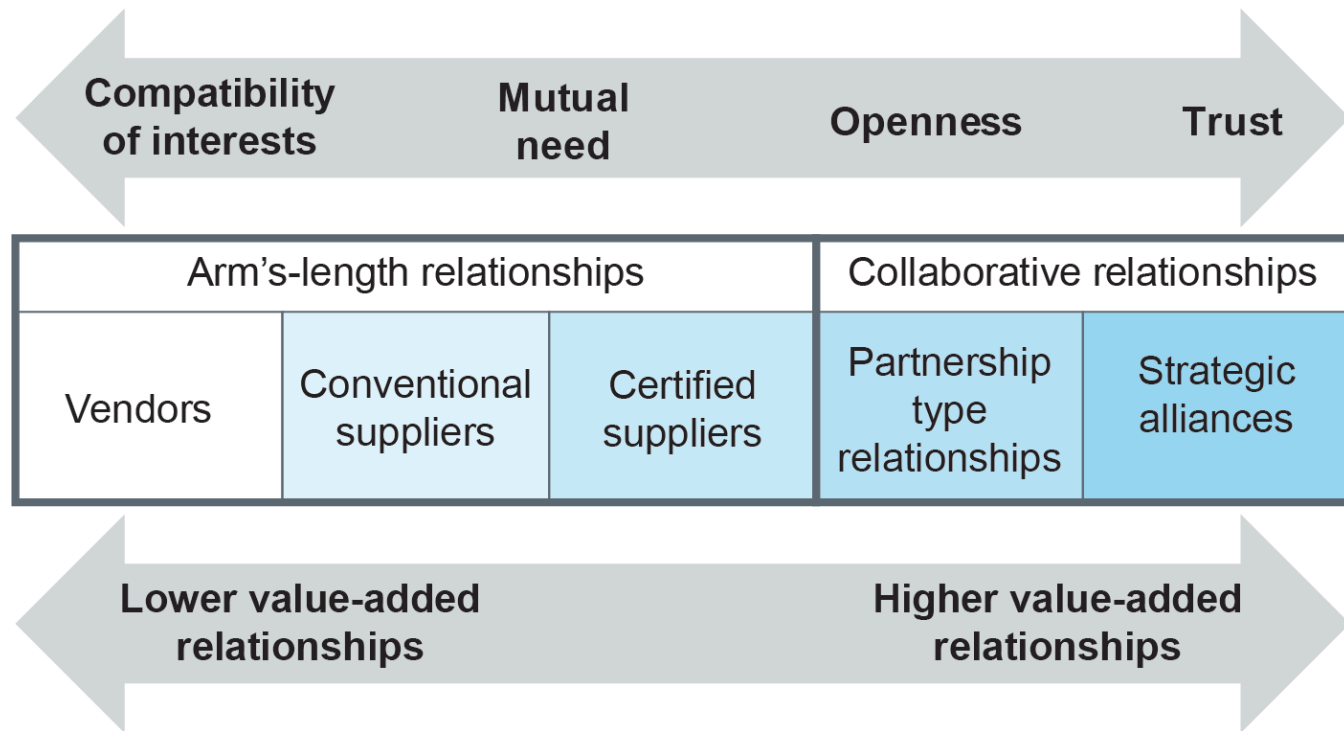 Compatibility
of interests
Mutual
need
Openness
Trust
Arm’s-length relationships
Collaborative relationships
Vendors
Conventional
suppliers
Certified
suppliers
Partnership
type
relationships
Strategic
alliances
Lower value-added
relationships
Higher value-added
relationships